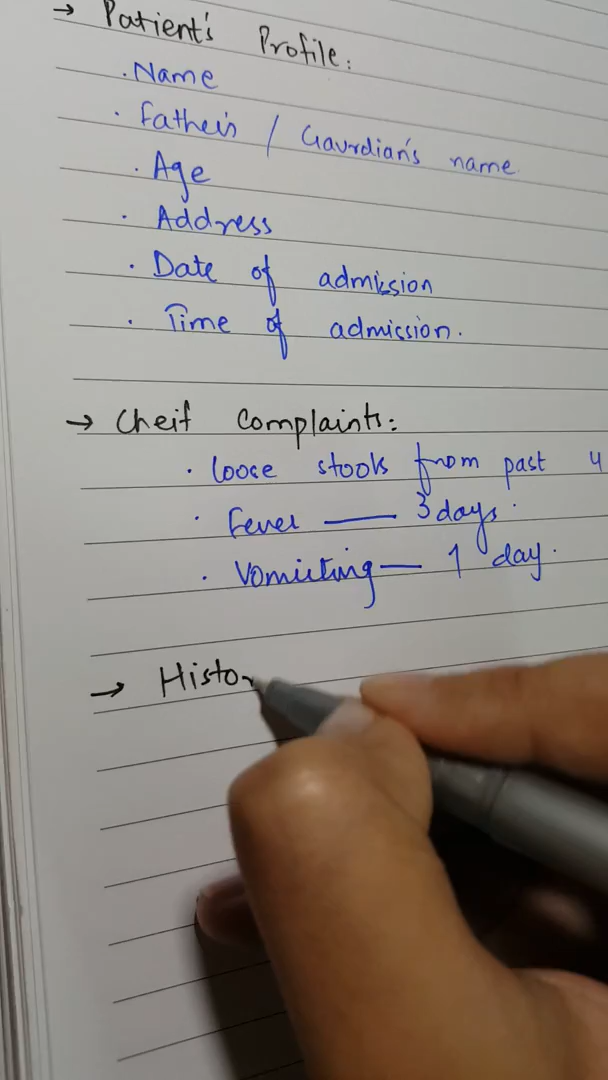 → Patient's Profile:
. Name
. Father's / Gaurdian's name.
. Age
. Address
. Date of admission
. Time of admission.
→ Cheif Complaints:
. loose stools from past 4
. Fever — 3 days.
. Vomiting — 1 day.
→ Histor